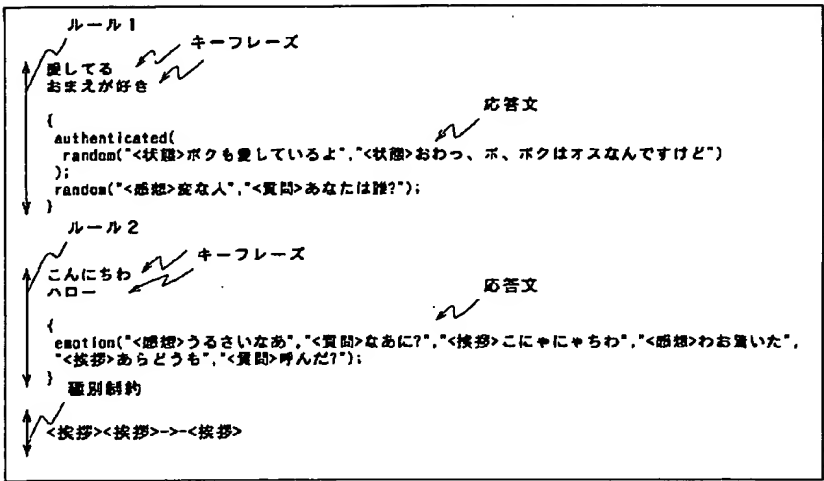 ルール1
キーフレーズ
愛してる
おまえが好き
応答文
{
authenticated(
random("<状態>ボクも愛しているよ","<状態>おわっ、ボ、ボクはオスなんですけど")
);
random("<感想>変な人","<質問>あなたは誰?");
}
ルール2
キーフレーズ
こんにちわ
ハロー
応答文
{
emotion("<感想>うるさいなあ","<質問>なあに?","<挨拶>こにゃにゃちわ","<感想>わお驚いた",
"<挨拶>あらどうも","<質問>呼んだ?");
}
種別制約
<挨拶><挨拶>->-<挨拶>